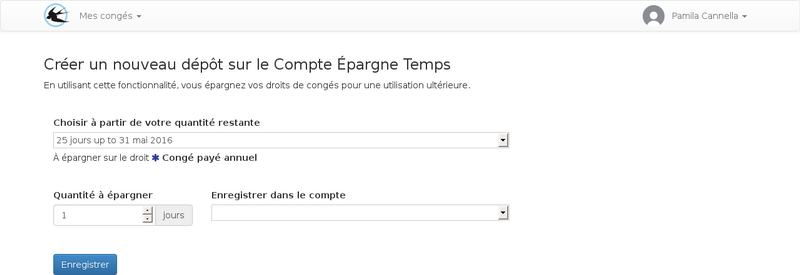 Mes congés
Pamila Cannella
Créer un nouveau dépôt sur le Compte Épargne Temps
En utilisant cette fonctionnalité, vous épargnez vos droits de congés pour une utilisation ultérieure.
Choisir à partir de votre quantité restante
25 jours up to 31 mai 2016
À épargner sur le droit ✱ Congé payé annuel
Quantité à épargner
Enregistrer dans le compte
1 jours
Enregistrer